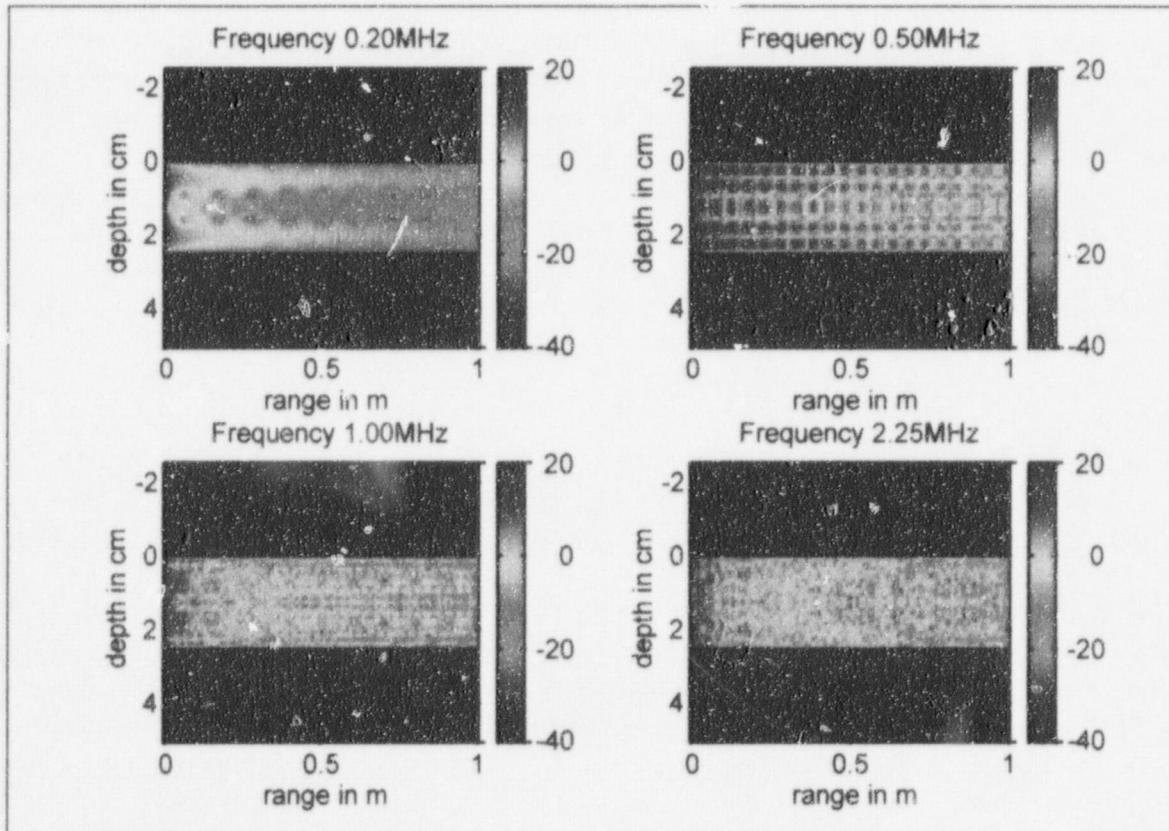 Frequency 0.20MHz
-2
0
2
4
depth in cm
0 0.5 1
range in m
20
0
-20
-40
Frequency 0.50MHz
-2
0
2
4
depth in cm
0 0.5 1
range in m
20
0
-20
-40
Frequency 1.00MHz
-2
0
2
4
depth in cm
0 0.5 1
range in m
20
0
-20
-40
Frequency 2.25MHz
-2
0
2
4
depth in cm
0 0.5 1
range in m
20
0
-20
-40